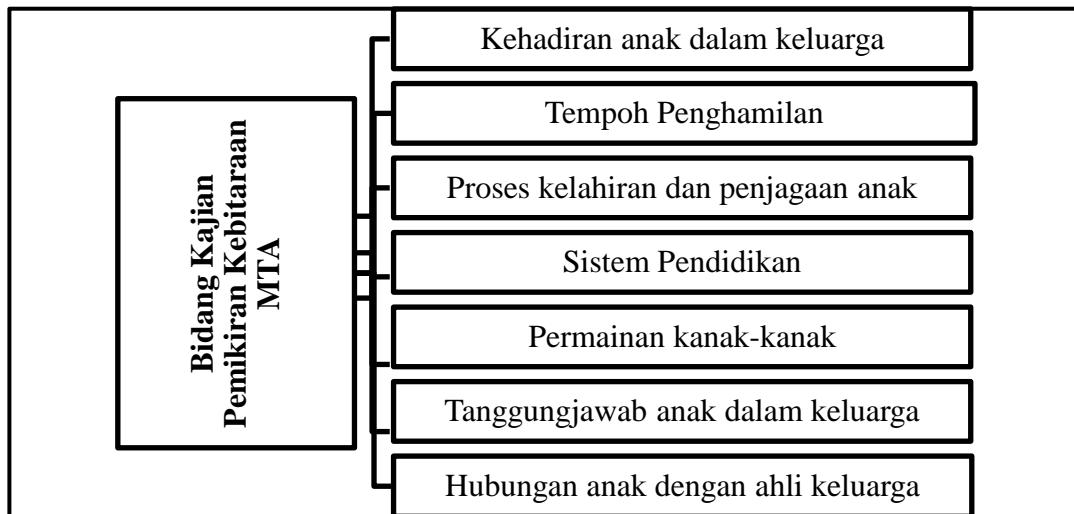 Bidang Kajian
Pemikiran Kebitaraan
MTA
Kehadiran anak dalam keluarga
Tempoh Penghamilan
Proses kelahiran dan penjagaan anak
Sistem Pendidikan
Permainan kanak-kanak
Tanggungjawab anak dalam keluarga
Hubungan anak dengan ahli keluarga